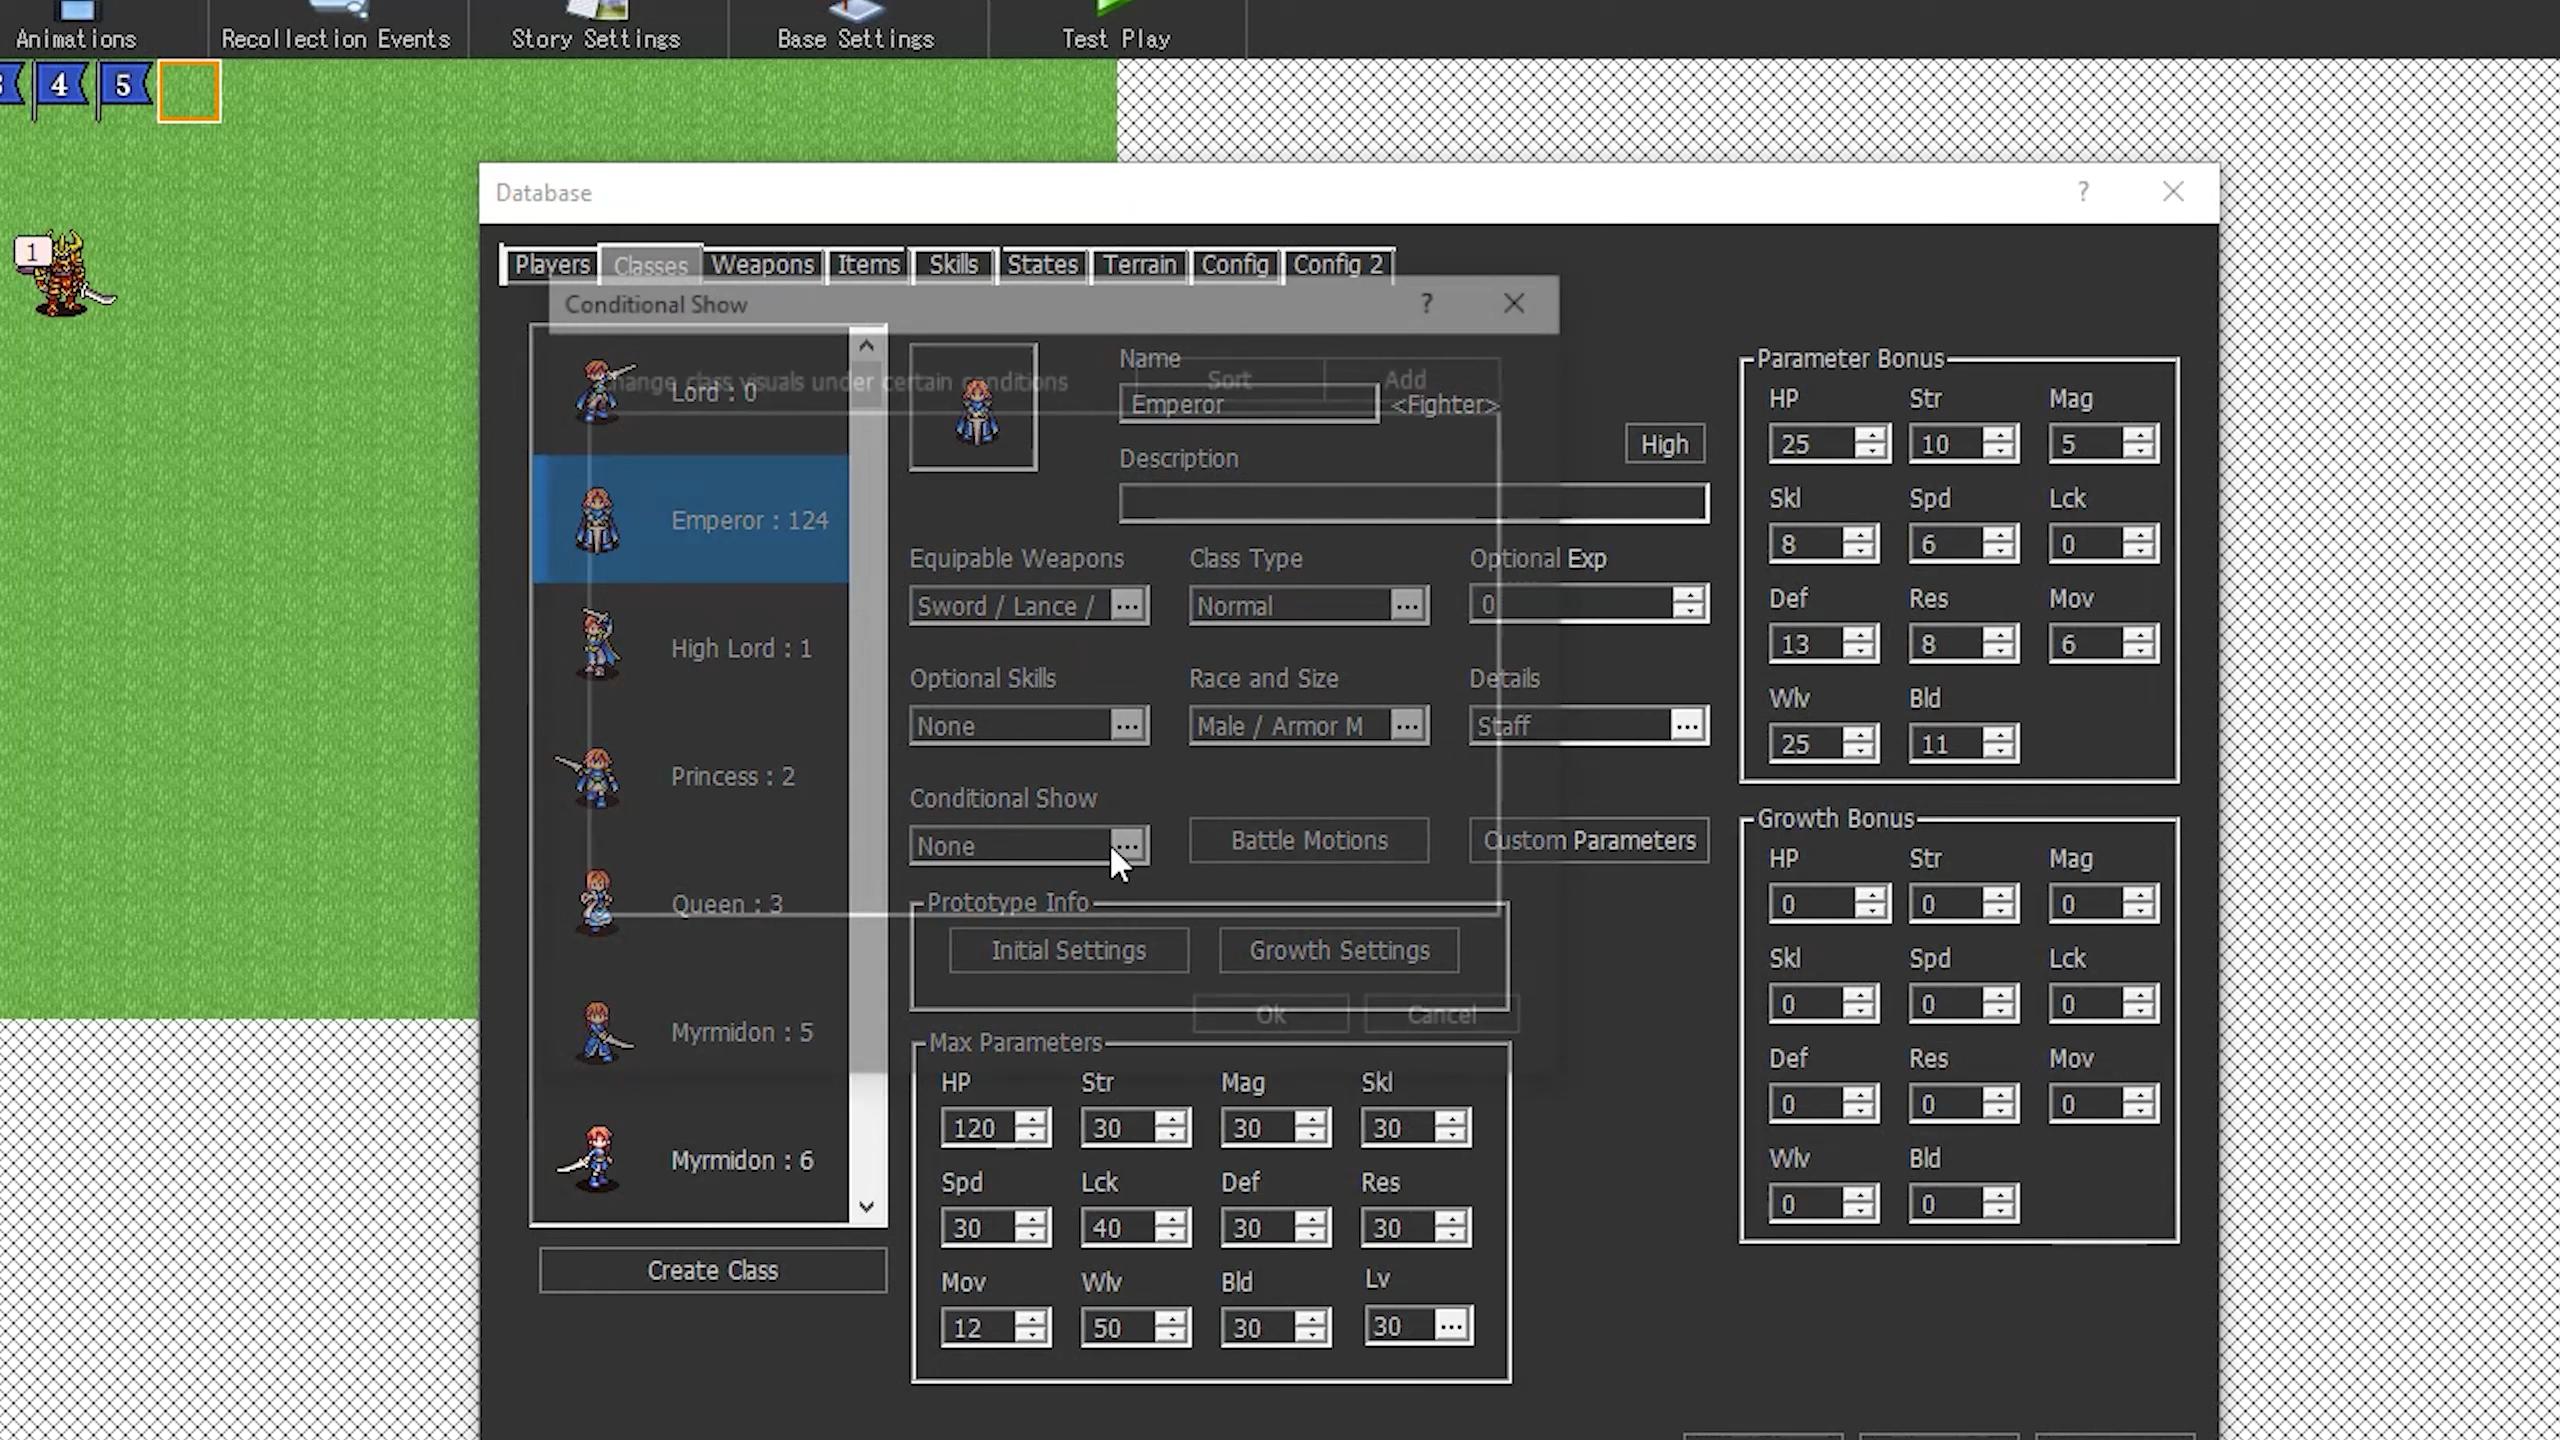 Animations
Recollection Events
Story Settings
Base Settings
Test Play
4
5
1
Database
?
Players
Classes
Weapons
Items
Skills
States
Terrain
Config
Config 2
Conditional Show
?
hange class visuals under certain conditions
Sort
Add
Lord : 0
Emperor : 124
High Lord : 1
Princess : 2
Queen : 3
Myrmidon : 5
Myrmidon : 6
Create Class
Name
Emperor
<Fighter>
High
Description
Equipable Weapons
Sword / Lance /
...
Class Type
Normal
...
Optional Exp
0
Optional Skills
None
...
Race and Size
Male / Armor M
...
Details
Staff
...
Conditional Show
None
...
Battle Motions
Custom Parameters
Prototype Info
Initial Settings
Growth Settings
Ok
Cancel
Max Parameters
HP Str Mag Skl
120 30 30 30
Spd Lck Def Res
30 40 30 30
Mov Wlv Bld Lv
12 50 30 30 ...
Parameter Bonus
HP Str Mag
25 10 5
Skl Spd Lck
8 6 0
Def Res Mov
13 8 6
Wlv Bld
25 11
Growth Bonus
HP Str Mag
0 0 0
Skl Spd Lck
0 0 0
Def Res Mov
0 0 0
Wlv Bld
0 0